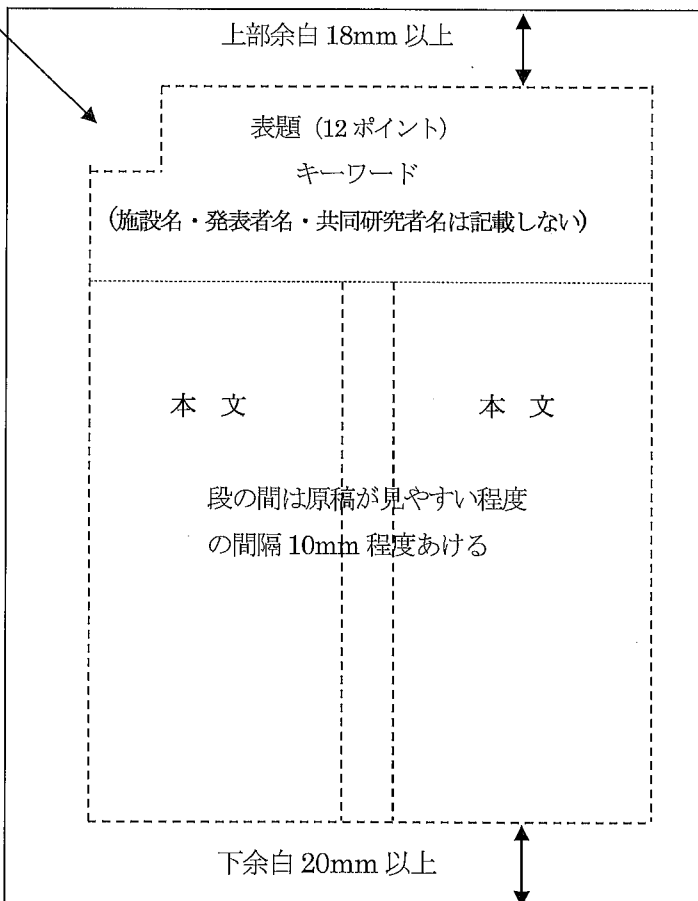 上部余白 18mm 以上
表題（12 ポイント）
キーワード
（施設名・発表者名・共同研究者名は記載しない）
本　文
本　文
段の間は原稿が見やすい程度
の間隔 10mm 程度あける
下余白 20mm 以上